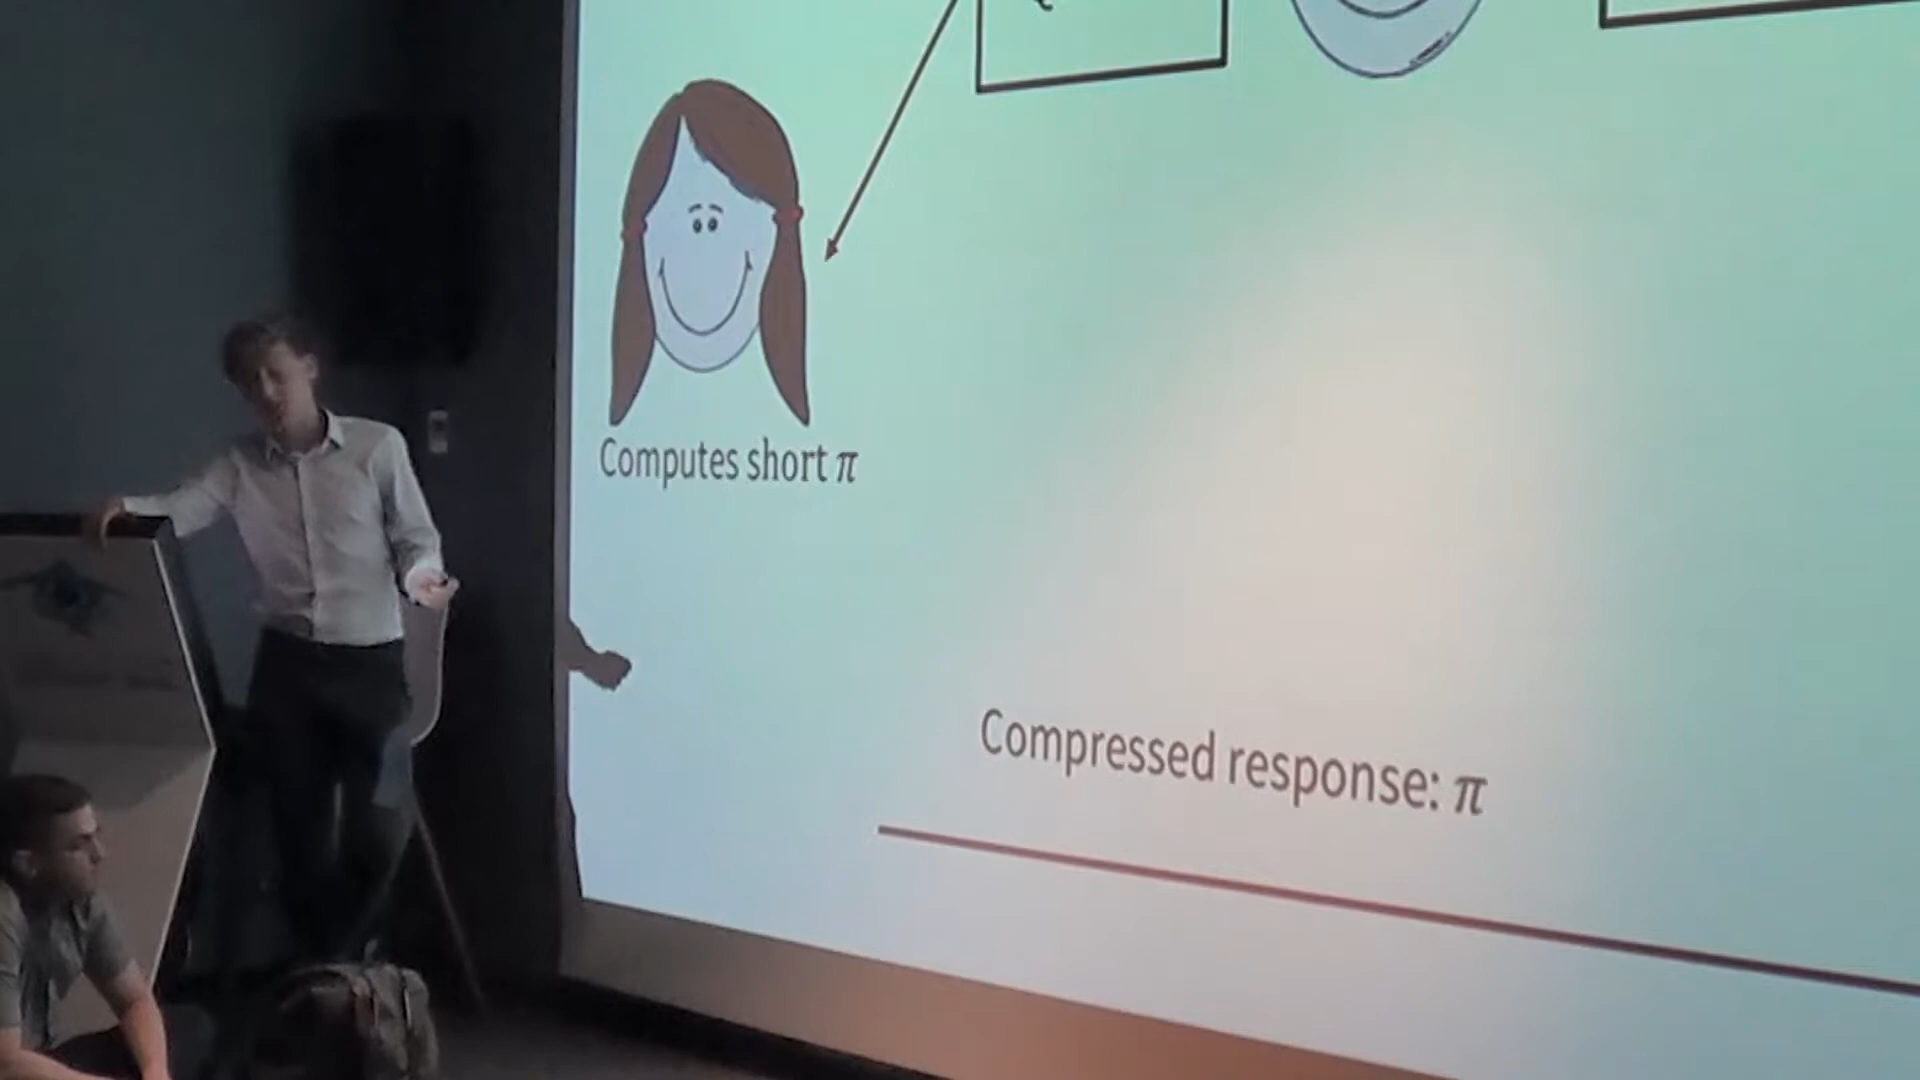 Computes short π
Compressed response: π